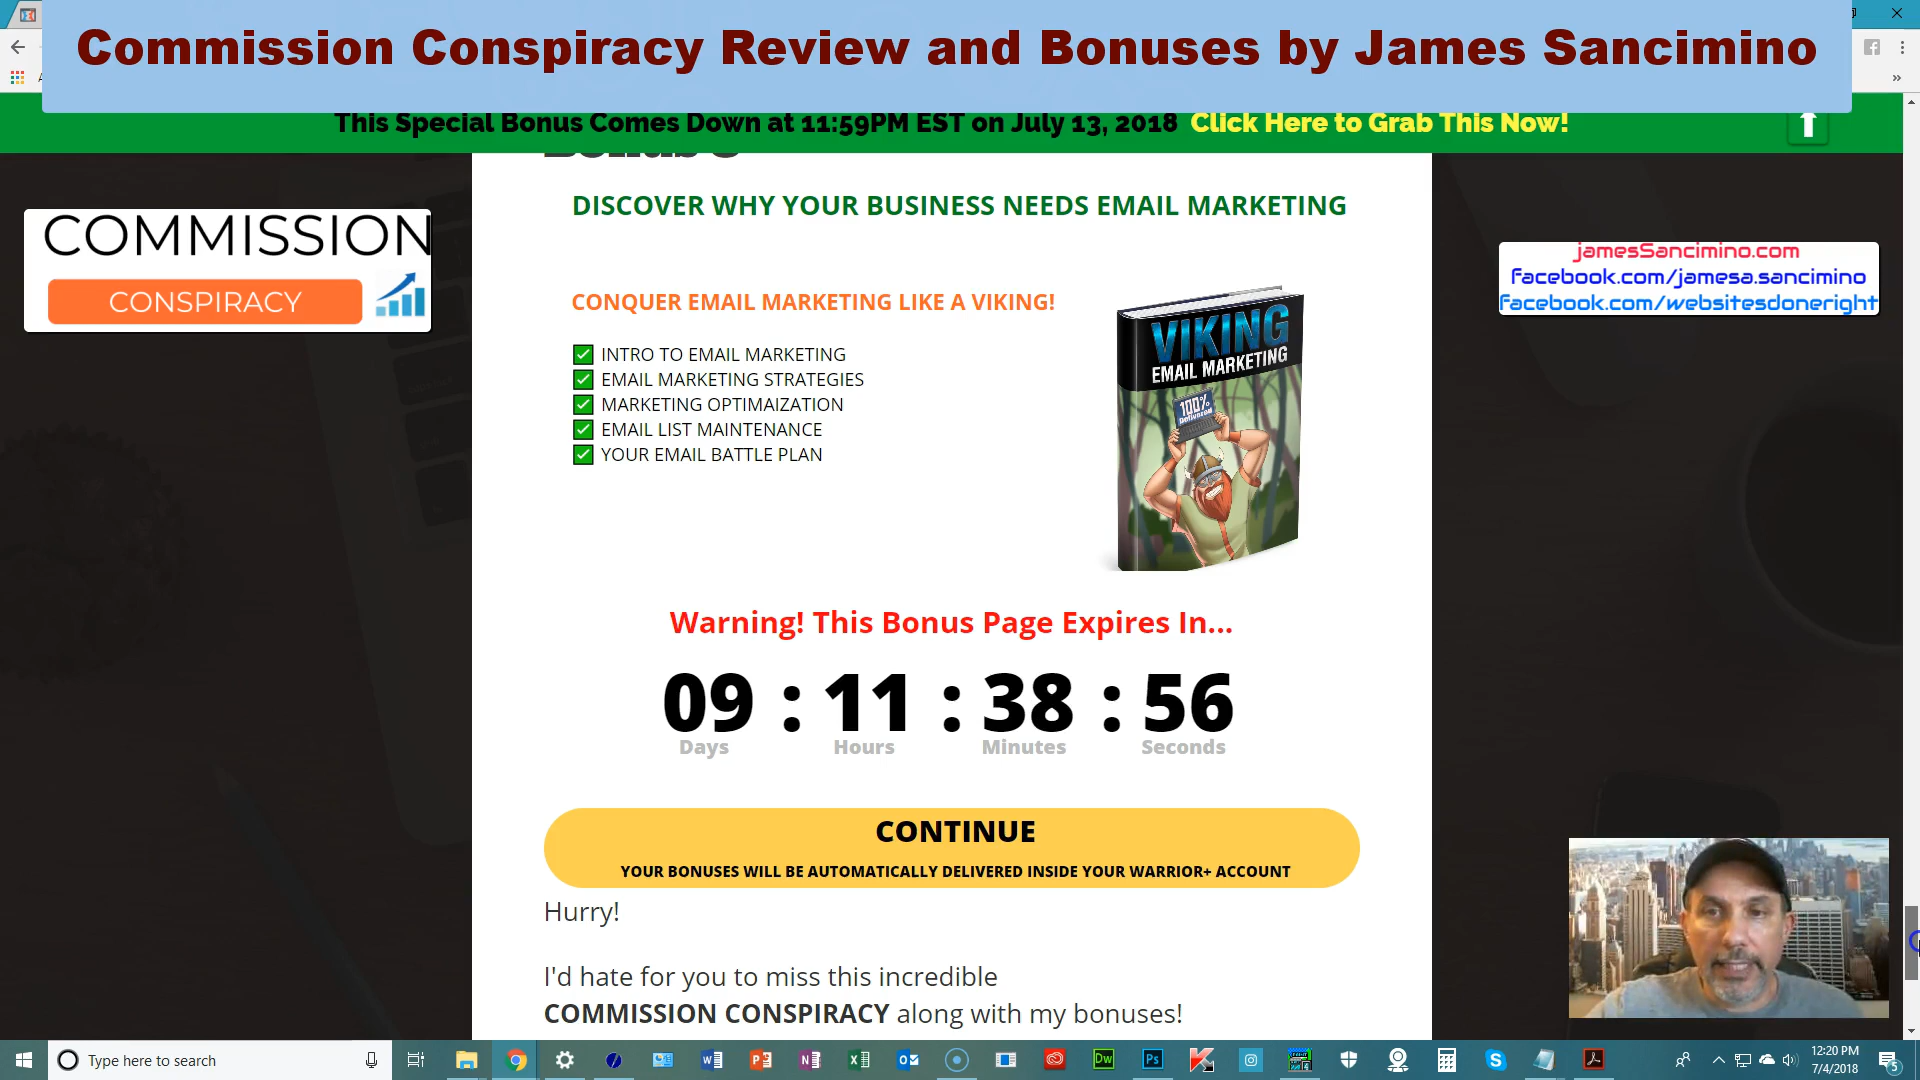 Commission Conspiracy Review and Bonuses by James Sancimino
This Special Bonus Comes Down at 11:59PM EST on July 13, 2018 Click Here to Grab This Now!
DISCOVER WHY YOUR BUSINESS NEEDS EMAIL MARKETING
COMMISSION
CONSPIRACY
jamesSancimino.com
facebook.com/jamesa.sancimino
facebook.com/websitesdoneright
CONQUER EMAIL MARKETING LIKE A VIKING!
INTRO TO EMAIL MARKETING
EMAIL MARKETING STRATEGIES
MARKETING OPTIMAIZATION
EMAIL LIST MAINTENANCE
YOUR EMAIL BATTLE PLAN
VIKING
EMAIL MARKETING
100%
Warning! This Bonus Page Expires In...
09 : 11 : 38 : 56
Days Hours Minutes Seconds
CONTINUE
YOUR BONUSES WILL BE AUTOMATICALLY DELIVERED INSIDE YOUR WARRIOR+ ACCOUNT
Hurry!
I'd hate for you to miss this incredible
COMMISSION CONSPIRACY along with my bonuses!
Type here to search
12:20 PM
7/4/2018
5